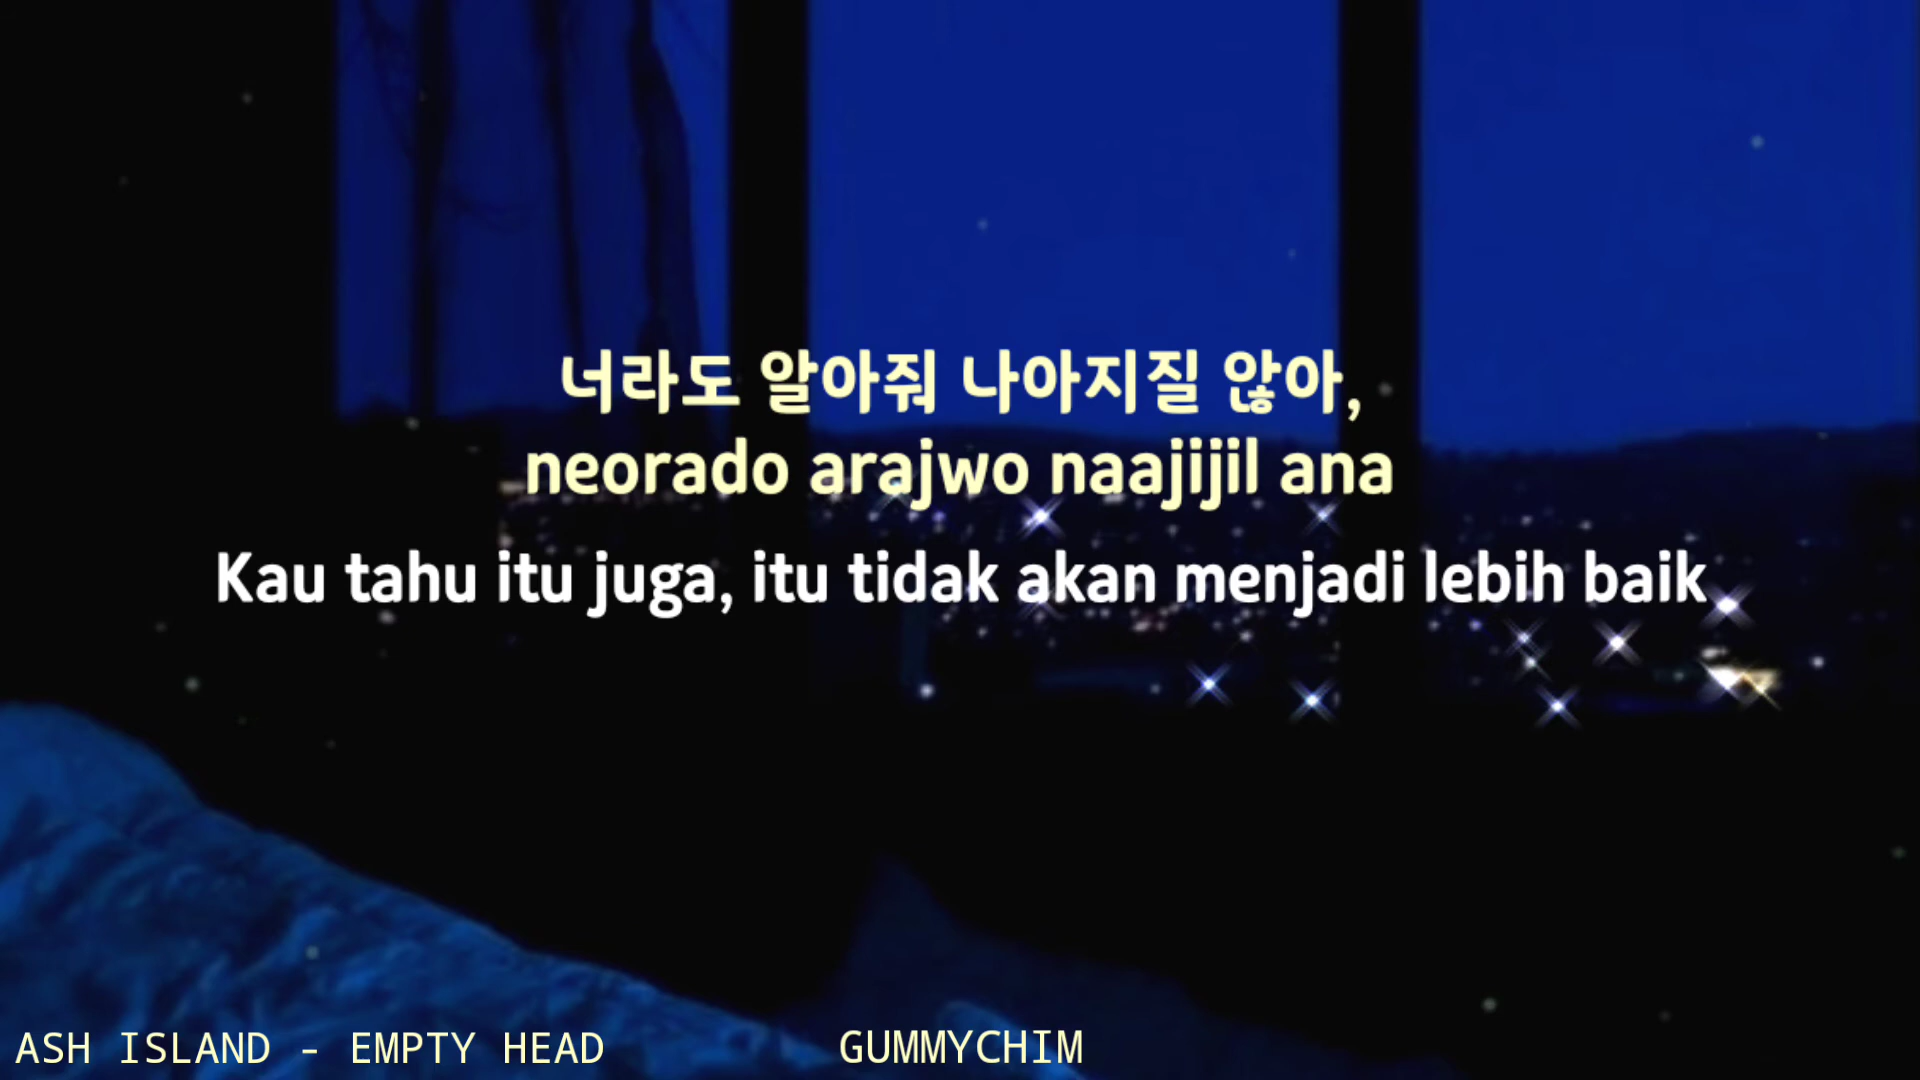 너라도 알아줘 나아지질 않아,
neorado arajwo naajijil ana
Kau tahu itu juga, itu tidak akan menjadi lebih baik
ASH ISLAND - EMPTY HEAD
GUMMYCHIM